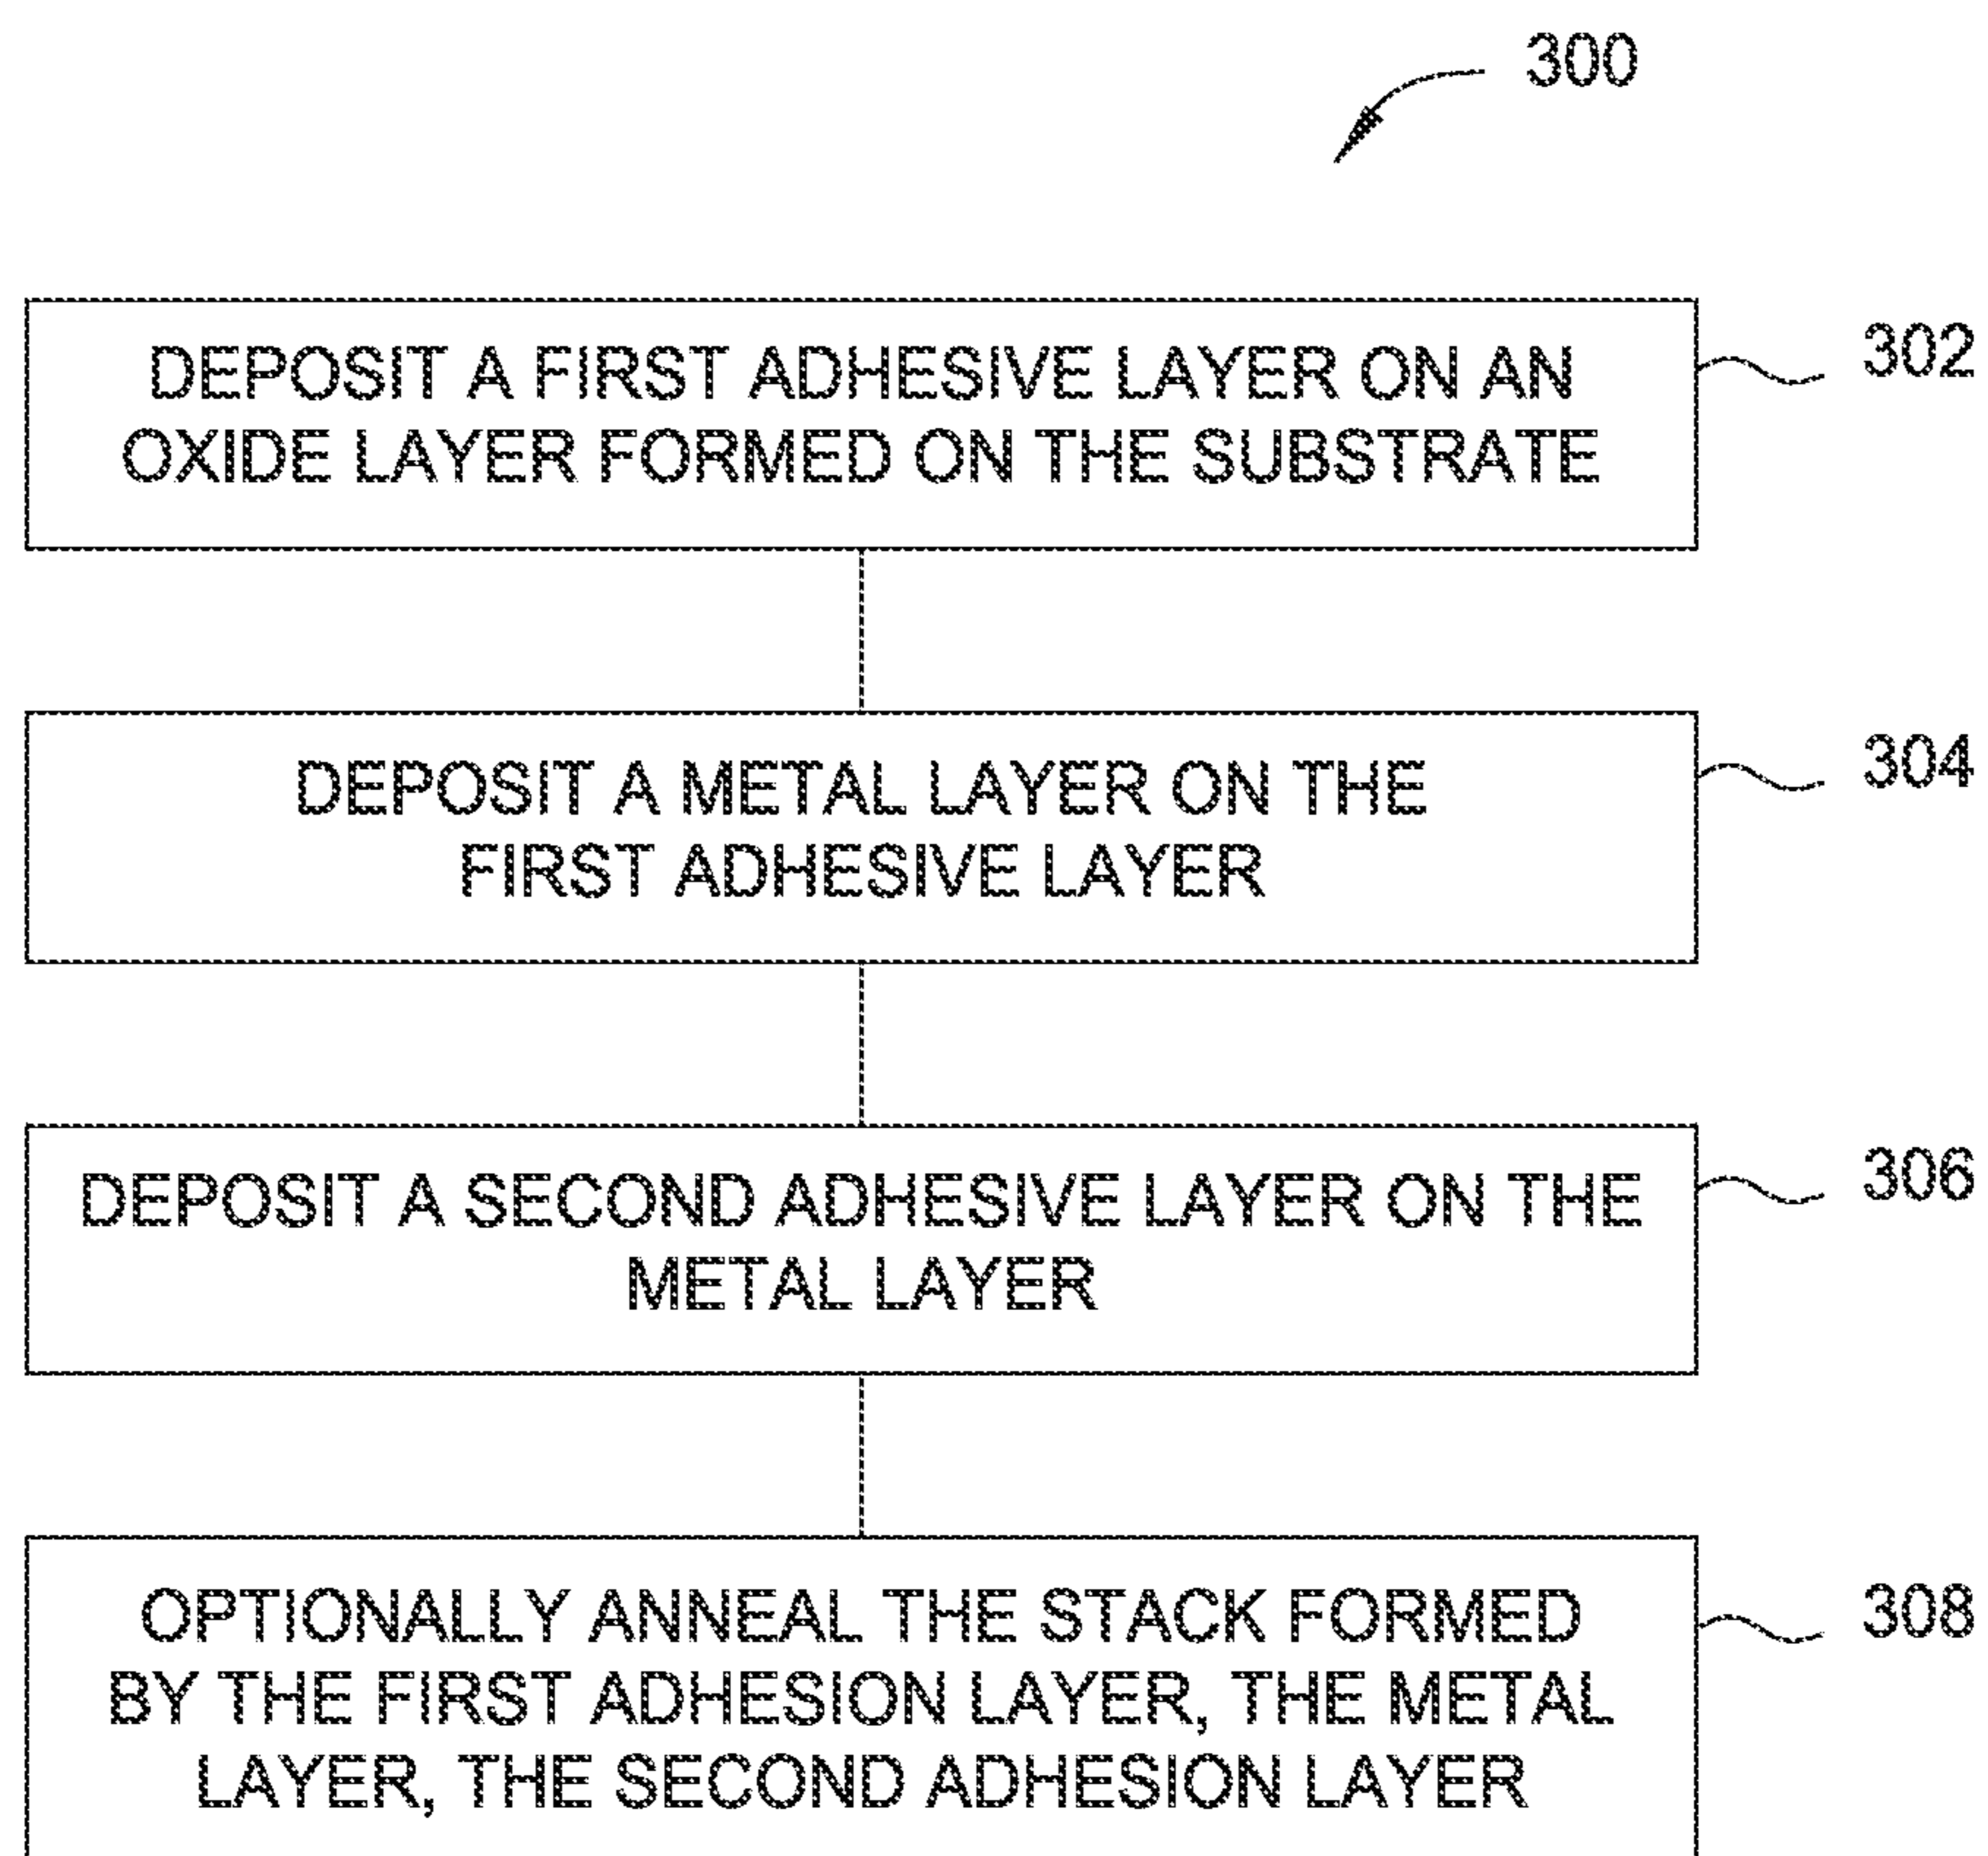 300
DEPOSIT A FIRST ADHESIVE LAYER ON AN
OXIDE LAYER FORMED ON THE SUBSTRATE
302
DEPOSIT A METAL LAYER ON THE
FIRST ADHESIVE LAYER
304
DEPOSIT A SECOND ADHESIVE LAYER ON THE
METAL LAYER
306
OPTIONALLY ANNEAL THE STACK FORMED
BY THE FIRST ADHESION LAYER, THE METAL
LAYER, THE SECOND ADHESION LAYER
308